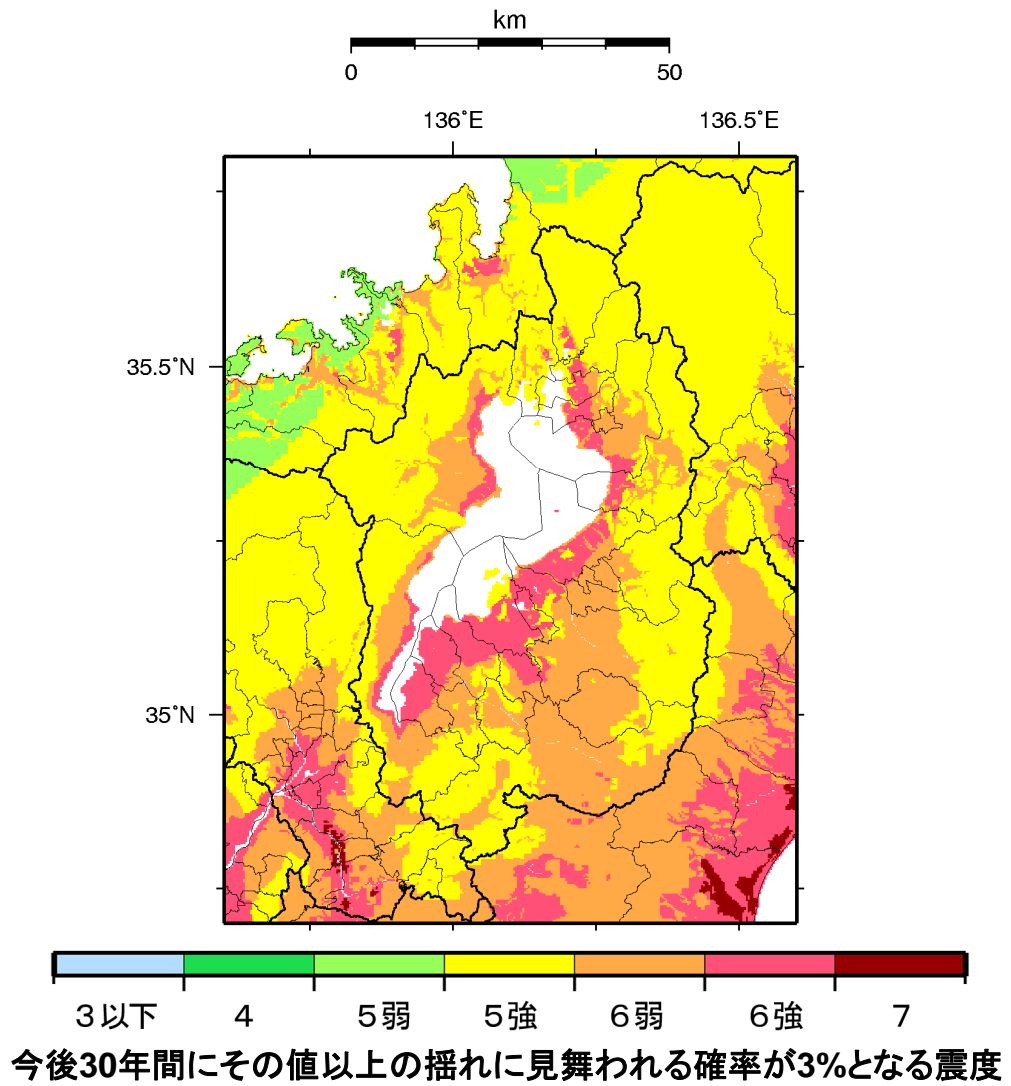 km
0 50
136˚E 136.5˚E
35.5˚N
35˚N
３以下 4 ５弱 ５強 ６弱 ６強 7
今後30年間にその値以上の揺れに見舞われる確率が3%となる震度